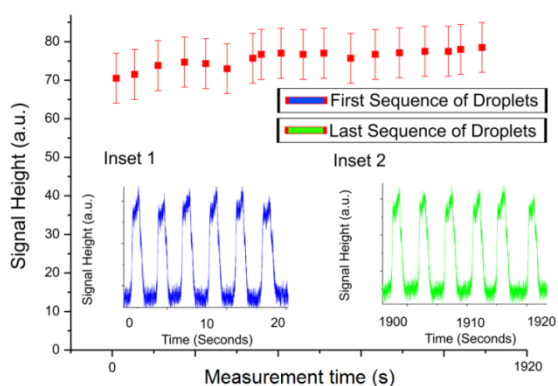 80
70
60
50
40
30
20
10
0
Signal Height (a.u.)
First Sequence of Droplets
Last Sequence of Droplets
Inset 1
Inset 2
Signal Height (a.u.)
0
10
20
Time (Seconds)
Signal Height (a.u.)
1900
1910
1920
Time (Seconds)
0
1920
Measurement time (s)